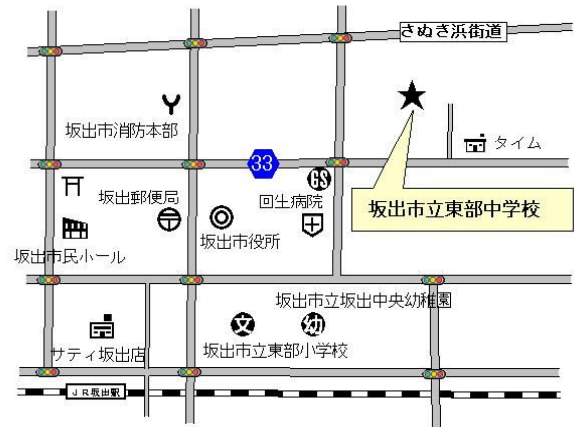 さぬき浜街道
坂出市消防本部
タイム
33
GS
坂出郵便局
回生病院
坂出市立東部中学校
坂出市役所
坂出市民ホール
坂出市立坂出中央幼稚園
文
幼
坂出市立東部小学校
サティ坂出店
JR坂出駅